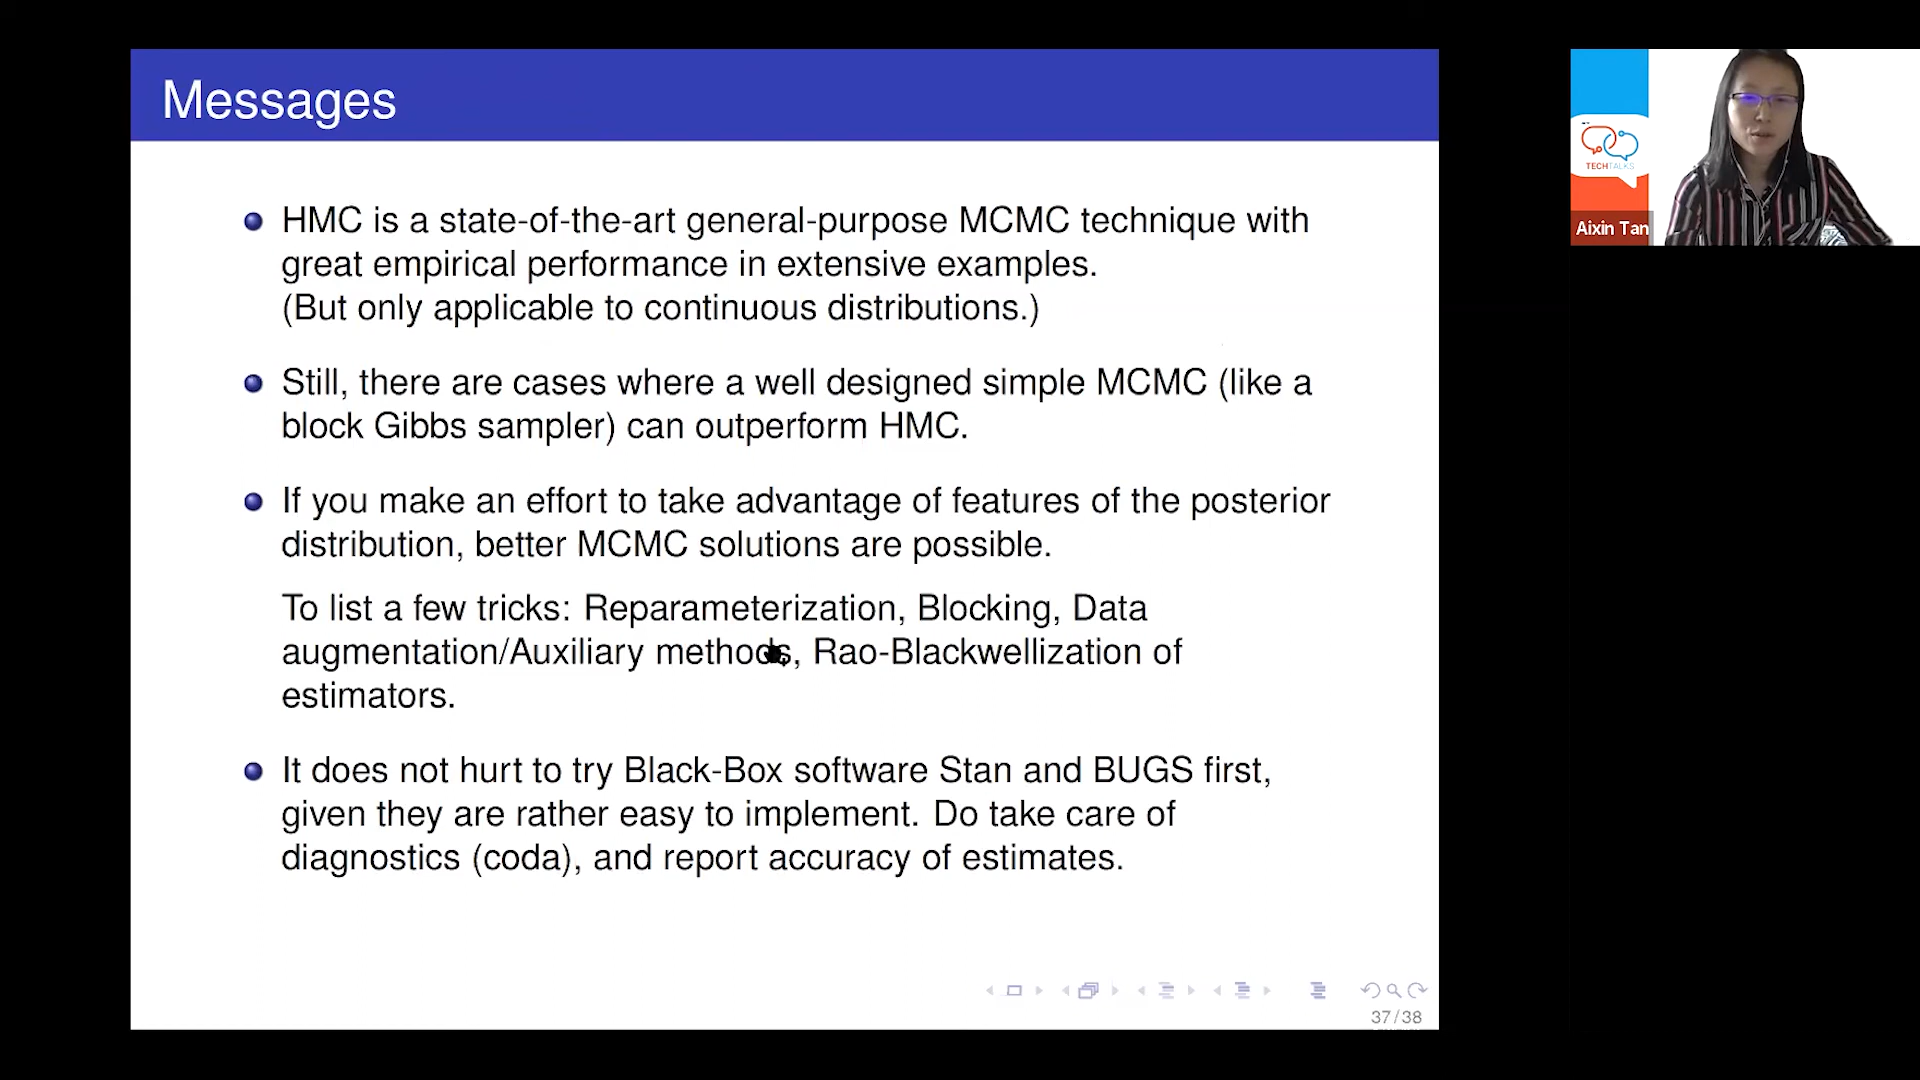 Messages
HMC is a state-of-the-art general-purpose MCMC technique with
great empirical performance in extensive examples.
(But only applicable to continuous distributions.)
Still, there are cases where a well designed simple MCMC (like a
block Gibbs sampler) can outperform HMC.
If you make an effort to take advantage of features of the posterior
distribution, better MCMC solutions are possible.
To list a few tricks: Reparameterization, Blocking, Data
augmentation/Auxiliary methods, Rao-Blackwellization of
estimators.
It does not hurt to try Black-Box software Stan and BUGS first,
given they are rather easy to implement. Do take care of
diagnostics (coda), and report accuracy of estimates.
37/38
TECHTALKS
Aixin Tan